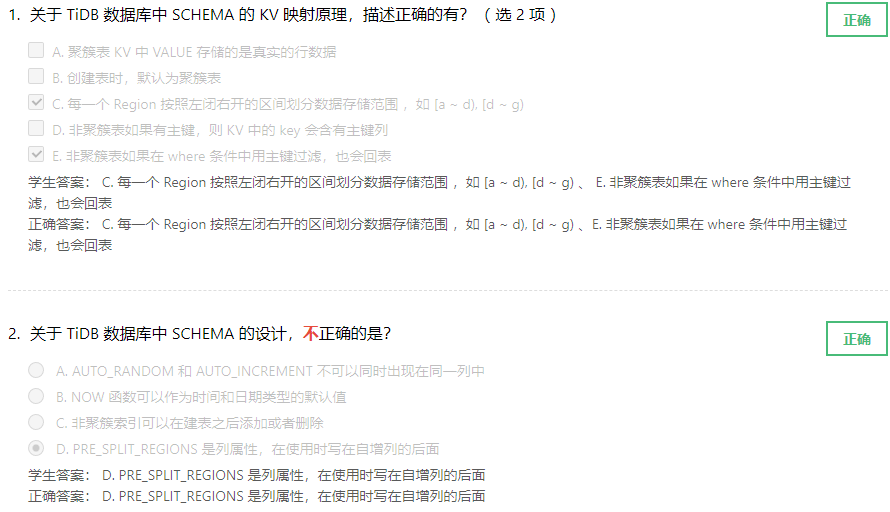 1. 关于 TiDB 数据库中 SCHEMA 的 KV 映射原理，描述正确的有？（ 选 2 项 ）
正确
A. 聚簇表 KV 中 VALUE 存储的是真实的行数据
B. 创建表时，默认为聚簇表
C. 每一个 Region 按照左闭右开的区间划分数据存储范围 ，如 [a ~ d), [d ~ g)
D. 非聚簇表如果有主键，则 KV 中的 key 会含有主键列
E. 非聚簇表如果在 where 条件中用主键过滤，也会回表
学生答案： C. 每一个 Region 按照左闭右开的区间划分数据存储范围 ，如 [a ~ d), [d ~ g) 、 E. 非聚簇表如果在 where 条件中用主键过
滤，也会回表
正确答案： C. 每一个 Region 按照左闭右开的区间划分数据存储范围 ，如 [a ~ d), [d ~ g) 、E. 非聚簇表如果在 where 条件中用主键过
滤，也会回表
2. 关于 TiDB 数据库中 SCHEMA 的设计，不正确的是？
正确
A. AUTO_RANDOM 和 AUTO_INCREMENT 不可以同时出现在同一列中
B. NOW 函数可以作为时间和日期类型的默认值
C. 非聚簇索引可以在建表之后添加或者删除
D. PRE_SPLIT_REGIONS 是列属性，在使用时写在自增列的后面
学生答案： D. PRE_SPLIT_REGIONS 是列属性，在使用时写在自增列的后面
正确答案： D. PRE_SPLIT_REGIONS 是列属性，在使用时写在自增列的后面